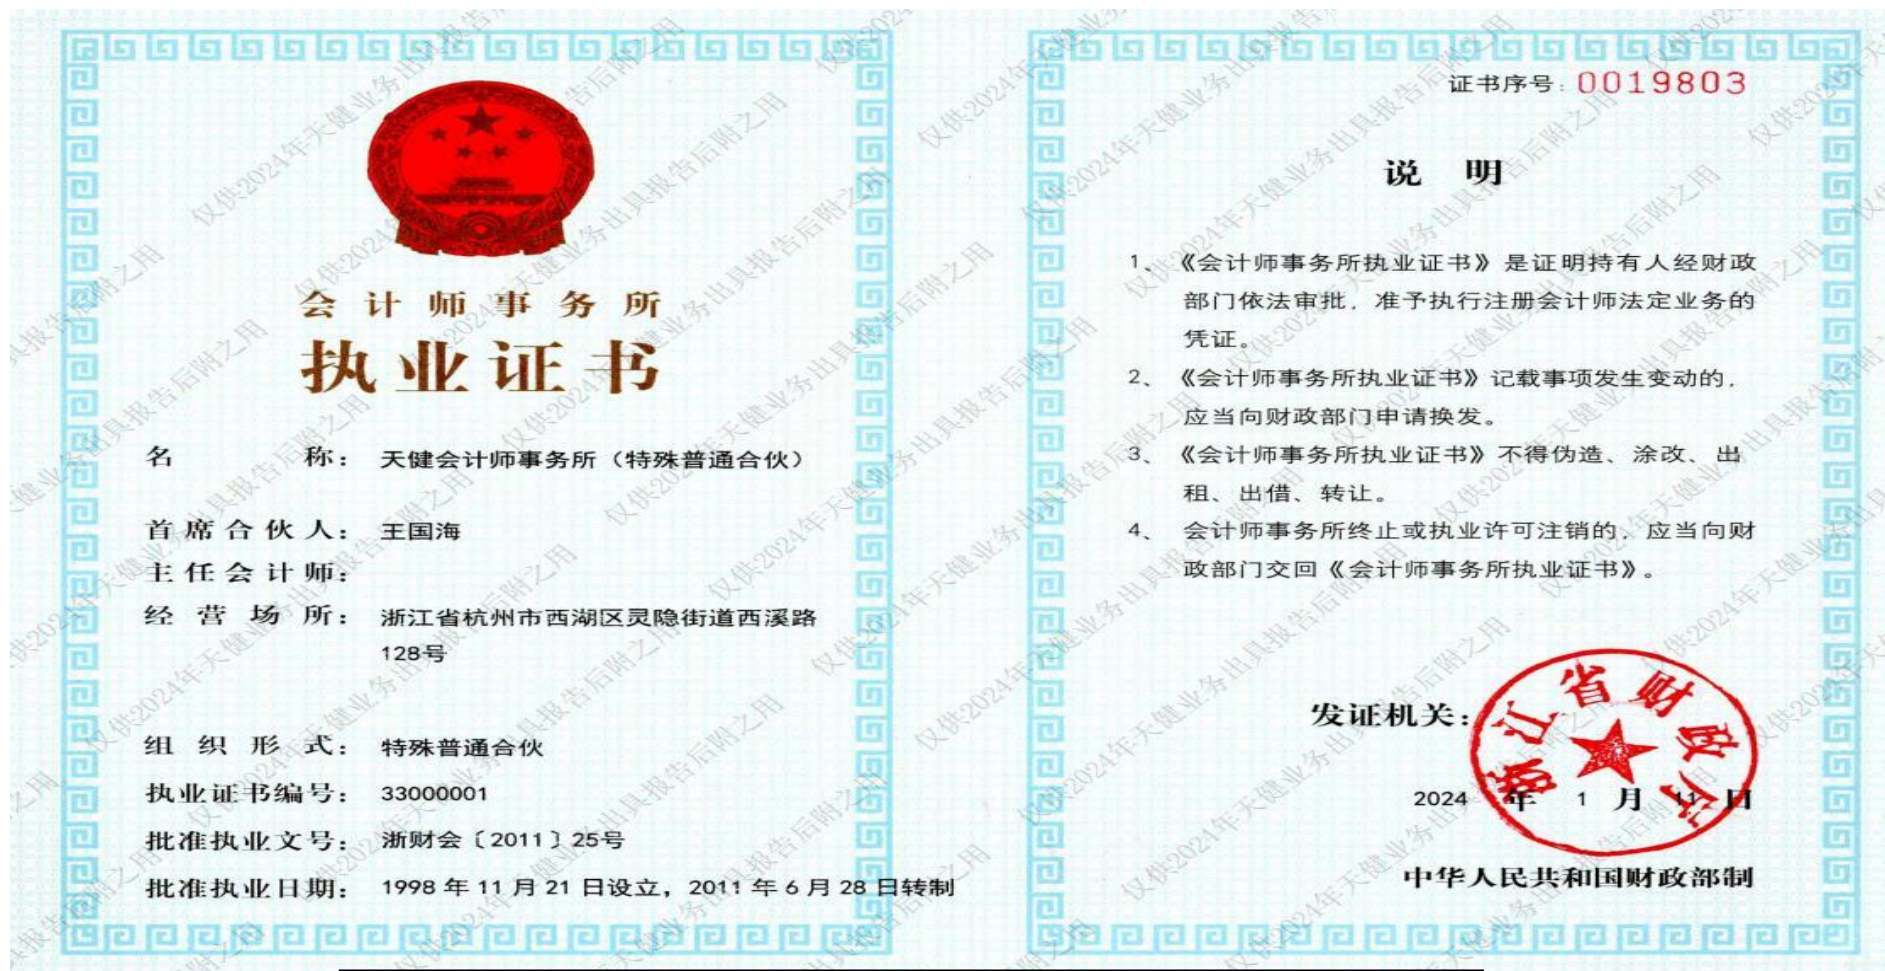 会计师事务所
执业证书
名称：天健会计师事务所（特殊普通合伙）
首席合伙人：王国海
主任会计师：
经营场所：浙江省杭州市西湖区灵隐街道西溪路
128号
组织形式：特殊普通合伙
执业证书编号：33000001
批准执业文号：浙财会〔2011〕25号
批准执业日期：1998年11月21日设立，2011年6月28日转制
证书序号：0019803
说明
1、《会计师事务所执业证书》是证明持有人经财政
部门依法审批，准予执行注册会计师法定业务的
凭证。
2、《会计师事务所执业证书》记载事项发生变动的，
应当向财政部门申请换发。
3、《会计师事务所执业证书》不得伪造、涂改、出
租、出借、转让。
4、会计师事务所终止或执业许可注销的，应当向财
政部门交回《会计师事务所执业证书》。
发证机关：
浙江省财政厅
2024年1月11日
中华人民共和国财政部制
仅供2024年天健业务出具报告后附之用